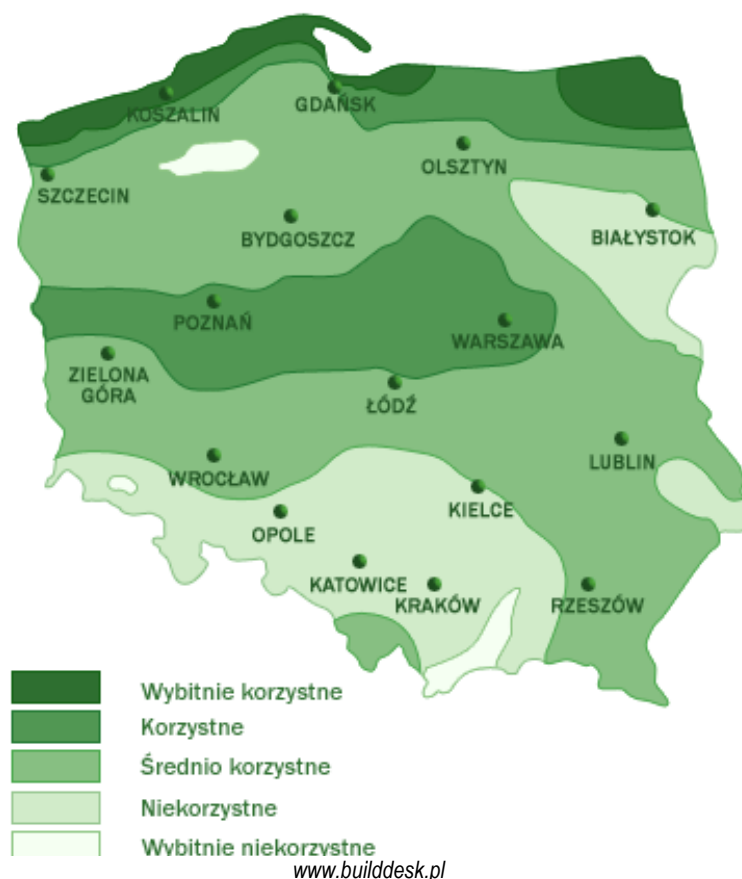 KOSZALIN
GDAŃSK
OLSZTYN
SZCZECIN
BIAŁYSTOK
BYDGOSZCZ
POZNAŃ
WARSZAWA
ZIELONA
GÓRA
ŁÓDŹ
LUBLIN
WROCŁAW
KIELCE
OPOLE
KATOWICE
KRAKÓW
RZESZÓW
Wybitnie korzystne
Korzystne
Średnio korzystne
Niekorzystne
Wybitnie niekorzystne
www.builddesk.pl